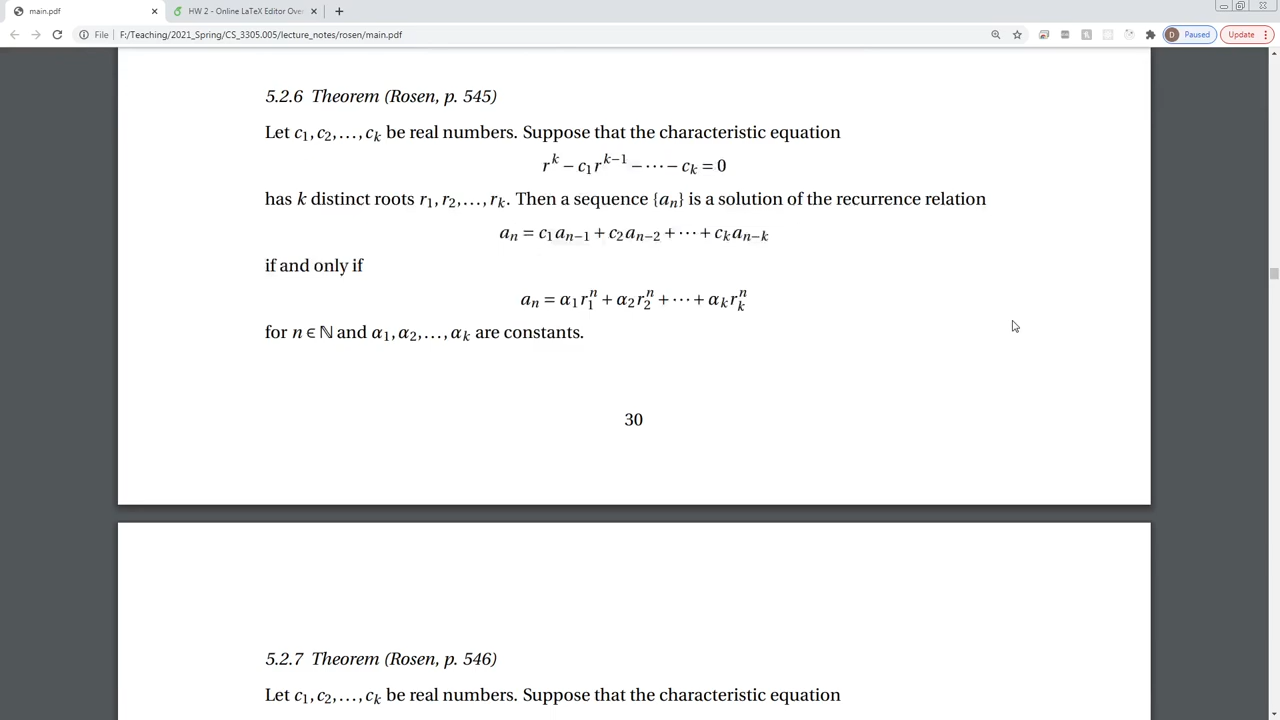 main.pdf
HW 2 - Online LaTeX Editor Over
File
F:/Teaching/2021_Spring/CS_3305.005/lecture_notes/rosen/main.pdf
D
Paused
Update
5.2.6 Theorem (Rosen, p. 545)
Let c₁, c₂, ..., cₖ be real numbers. Suppose that the characteristic equation
rᵏ − c₁rᵏ⁻¹ − ⋯ − cₖ = 0
has k distinct roots r₁, r₂, ..., rₖ. Then a sequence {aₙ} is a solution of the recurrence relation
aₙ = c₁aₙ₋₁ + c₂aₙ₋₂ + ⋯ + cₖaₙ₋ₖ
if and only if
aₙ = α₁r₁ⁿ + α₂r₂ⁿ + ⋯ + αₖrₖⁿ
for n ∈ ℕ and α₁, α₂, ..., αₖ are constants.
30
5.2.7 Theorem (Rosen, p. 546)
Let c₁, c₂, ..., cₖ be real numbers. Suppose that the characteristic equation